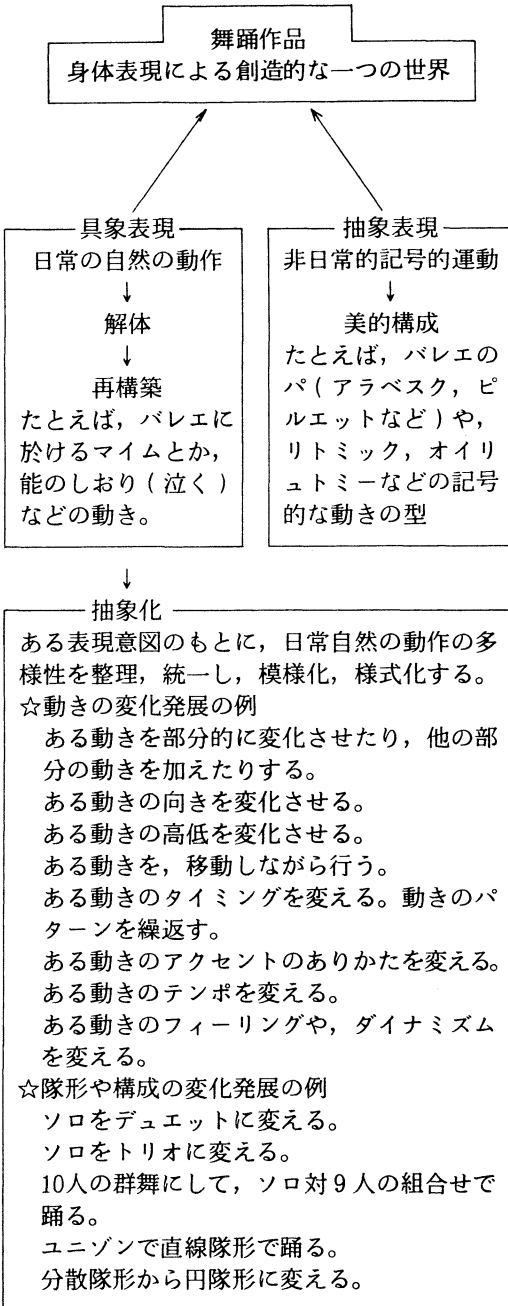 舞踊作品
身体表現による創造的な一つの世界
具象表現
日常の自然の動作
↓
解体
↓
再構築
たとえば，バレエに
於けるマイムとか，
能のしおり（泣く）
などの動き。
抽象表現
非日常的記号的運動
↓
美的構成
たとえば，バレエの
パ（アラベスク，ピ
ルエットなど）や，
リトミック，オイリ
ュトミーなどの記号
的な動きの型
↓
抽象化
ある表現意図のもとに，日常自然の動作の多
様性を整理，統一し，模様化，様式化する。
☆動きの変化発展の例
ある動きを部分的に変化させたり，他の部
分の動きを加えたりする。
ある動きの向きを変化させる。
ある動きの高低を変化させる。
ある動きを，移動しながら行う。
ある動きのタイミングを変える。動きのパ
ターンを繰返す。
ある動きのアクセントのありかたを変える。
ある動きのテンポを変える。
ある動きのフィーリングや，ダイナミズム
を変える。
☆隊形や構成の変化発展の例
ソロをデュエットに変える。
ソロをトリオに変える。
10人の群舞にして，ソロ対9人の組合せで
踊る。
ユニゾンで直線隊形で踊る。
分散隊形から円隊形に変える。